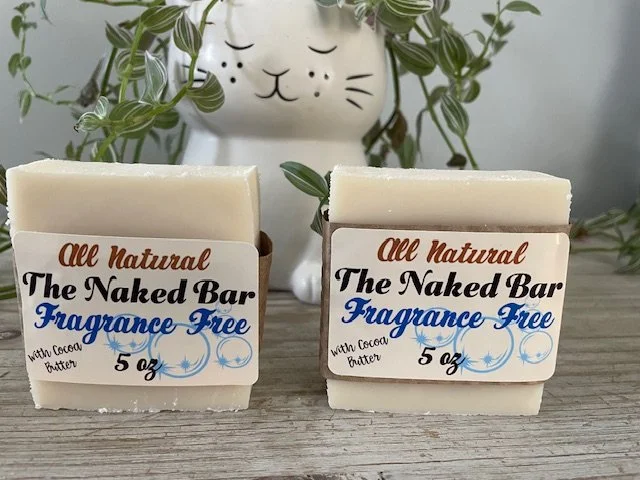 All Natural
The Naked Bar
Fragrance Free
with Cocoa
Butter
5 oz
All Natural
The Naked Bar
Fragrance Free
with Cocoa
Butter
5 oz